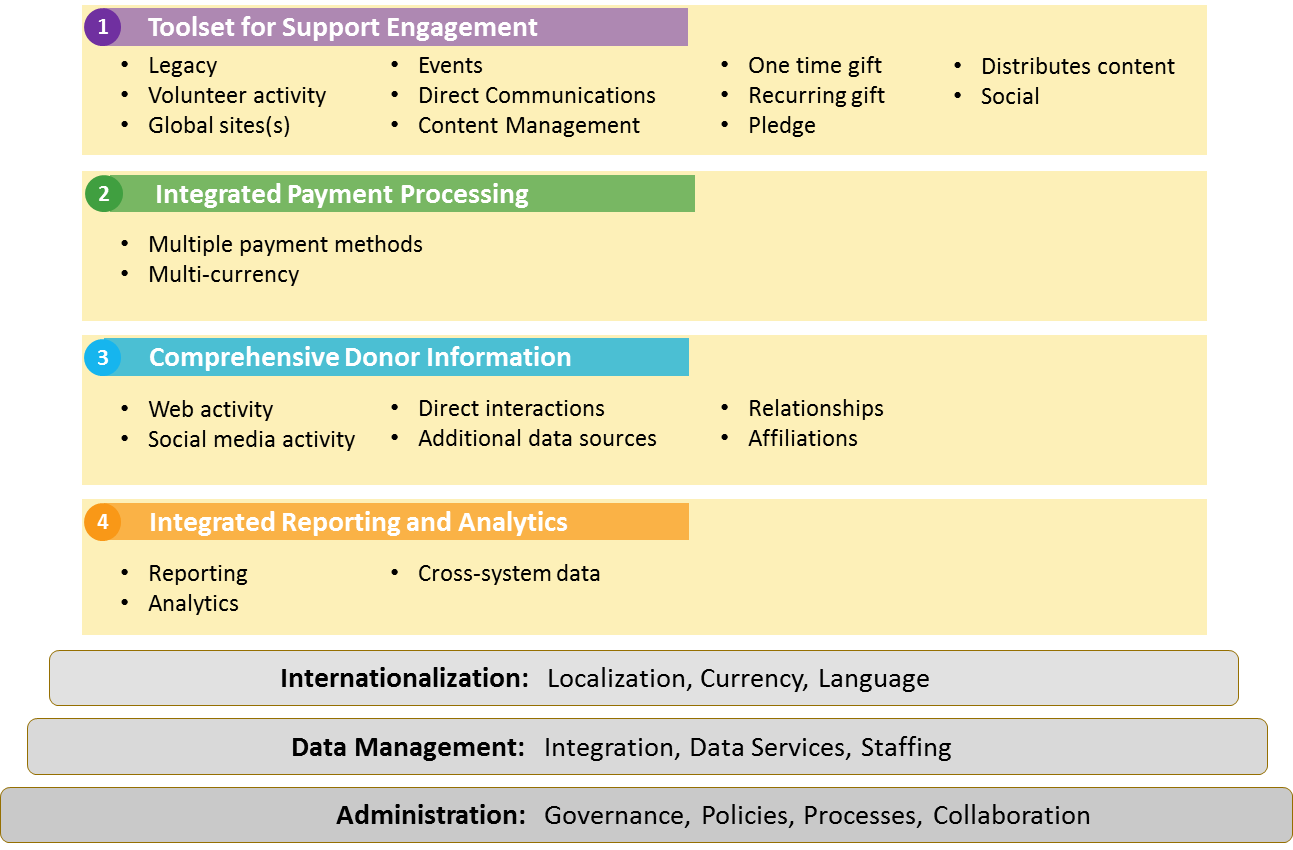 1 Toolset for Support Engagement
• Legacy
• Volunteer activity
• Global sites(s)
• Events
• Direct Communications
• Content Management
• One time gift
• Recurring gift
• Pledge
• Distributes content
• Social
2 Integrated Payment Processing
• Multiple payment methods
• Multi-currency
3 Comprehensive Donor Information
• Web activity
• Social media activity
• Direct interactions
• Additional data sources
• Relationships
• Affiliations
4 Integrated Reporting and Analytics
• Reporting
• Analytics
• Cross-system data
Internationalization: Localization, Currency, Language
Data Management: Integration, Data Services, Staffing
Administration: Governance, Policies, Processes, Collaboration